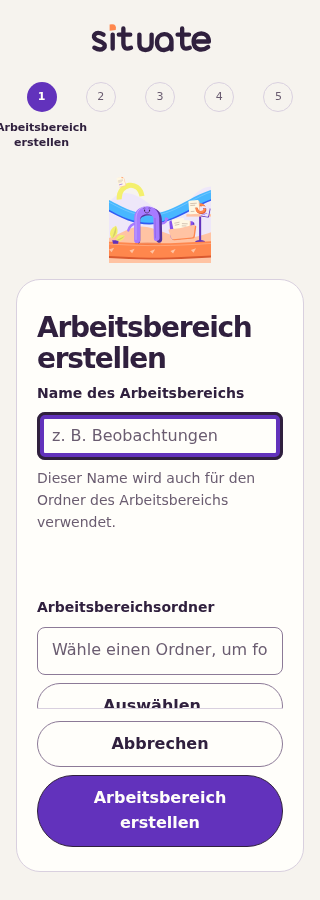 situate
1 2 3 4 5
Arbeitsbereich
erstellen
Arbeitsbereich
erstellen
Name des Arbeitsbereichs
z. B. Beobachtungen
Dieser Name wird auch für den
Ordner des Arbeitsbereichs
verwendet.
Arbeitsbereichsordner
Wähle einen Ordner, um fo
Auswählen
Abbrechen
Arbeitsbereich
erstellen